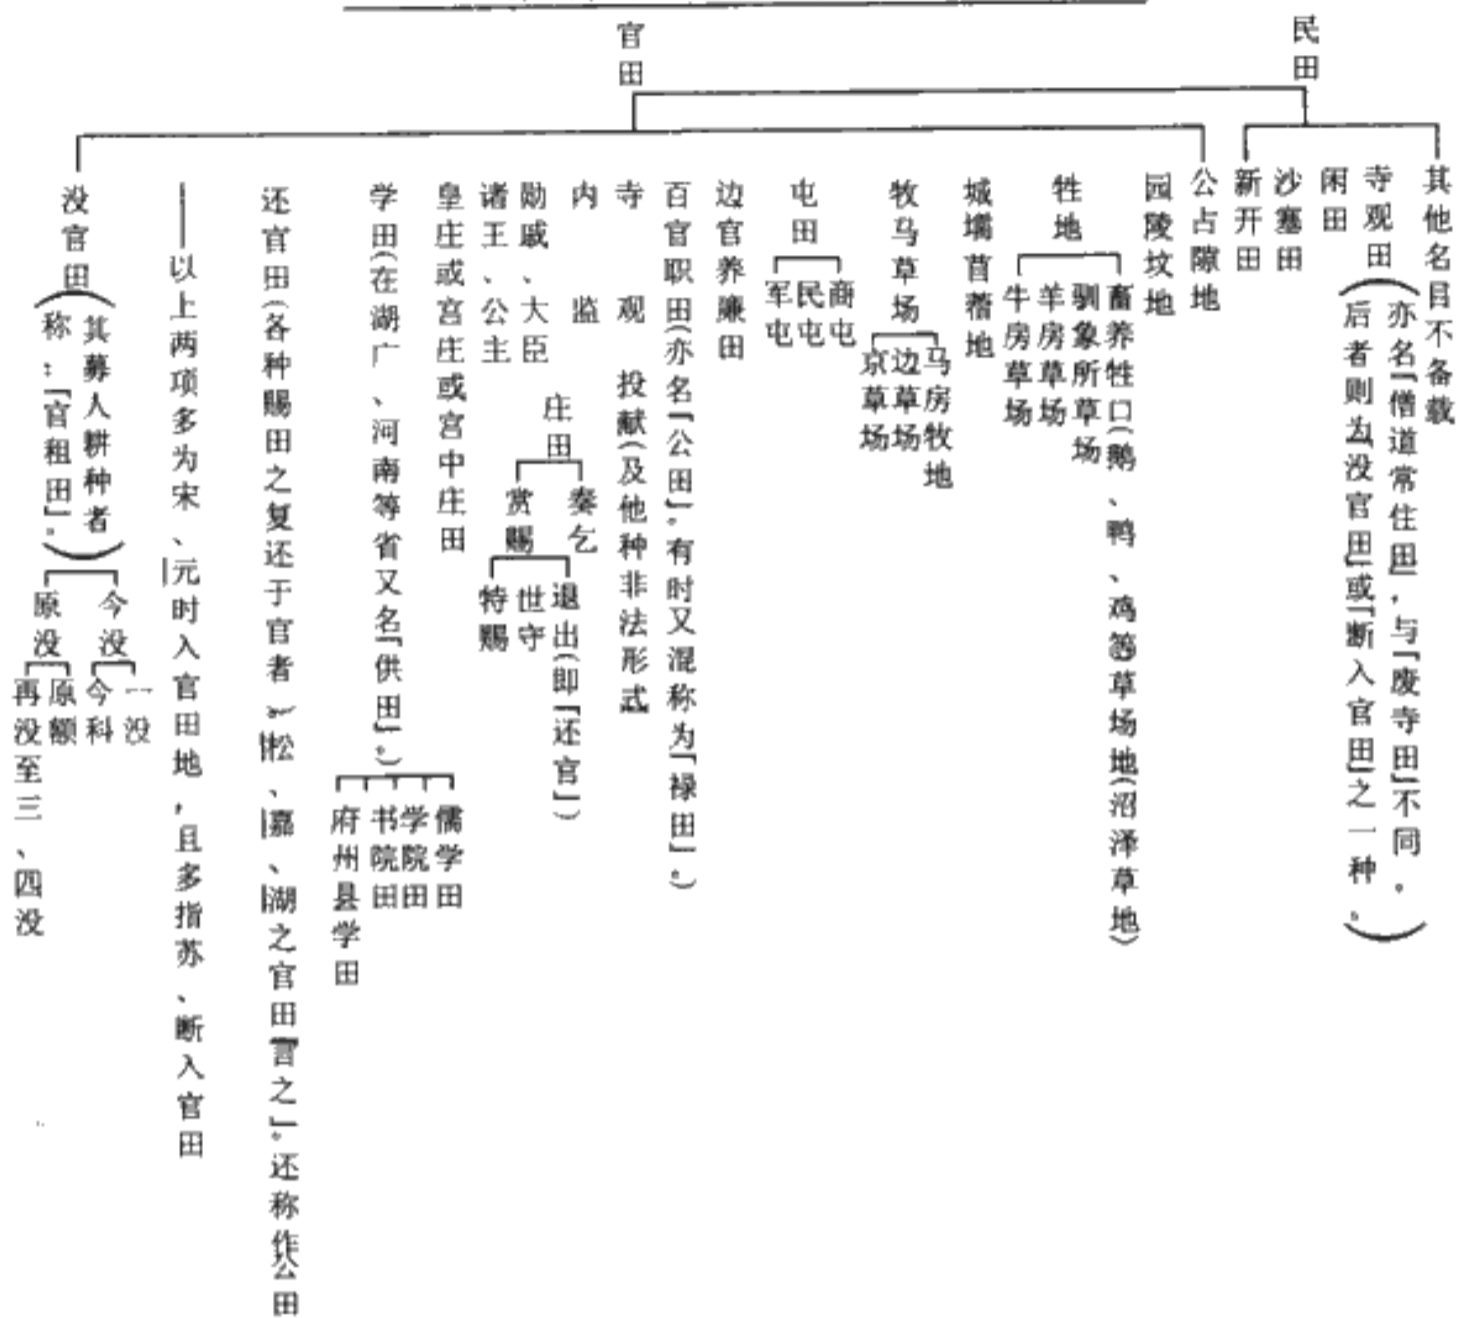 民田
官田
其他名目不备载
寺观田
(亦名「僧道常住田」，与「废寺田」不同。
后者则为「没官田」或「断入官田」之一种。)
闲田
沙塞田
新开田
公占隙地
园陵坟地
牲地
畜养牲口(鹅、鸭、鸡等草场地(沼泽草地)
驯象所草场
羊房草场
牛房草场
城壖苜蓿地
牧马草场
马房牧地
边草场
京草场
屯田
商屯
民屯
军屯
边官养廉田
百官职田(亦名「公田」。有时又混称为「禄田」。)
寺观
投献(及他种非法形式)
内监
庄田
勋戚、大臣
诸王、公主
奏乞
赏赐
退出(即「还官」)
世守
特赐
皇庄或宫庄或宫中庄田
学田(在湖广、河南等省又名「供田」。)
儒学田
学院田
书院田
府州县学田
还官田(各种赐田之复还于官者。)
松、嘉、湖之官田言之」。还称作公田
——以上两项多为宋、元时入官田地，且多指苏、断入官田
没官田
(其募人耕种者
称：「官租田」。)
今没
原没
一没
今科
原额
再没至三、四没